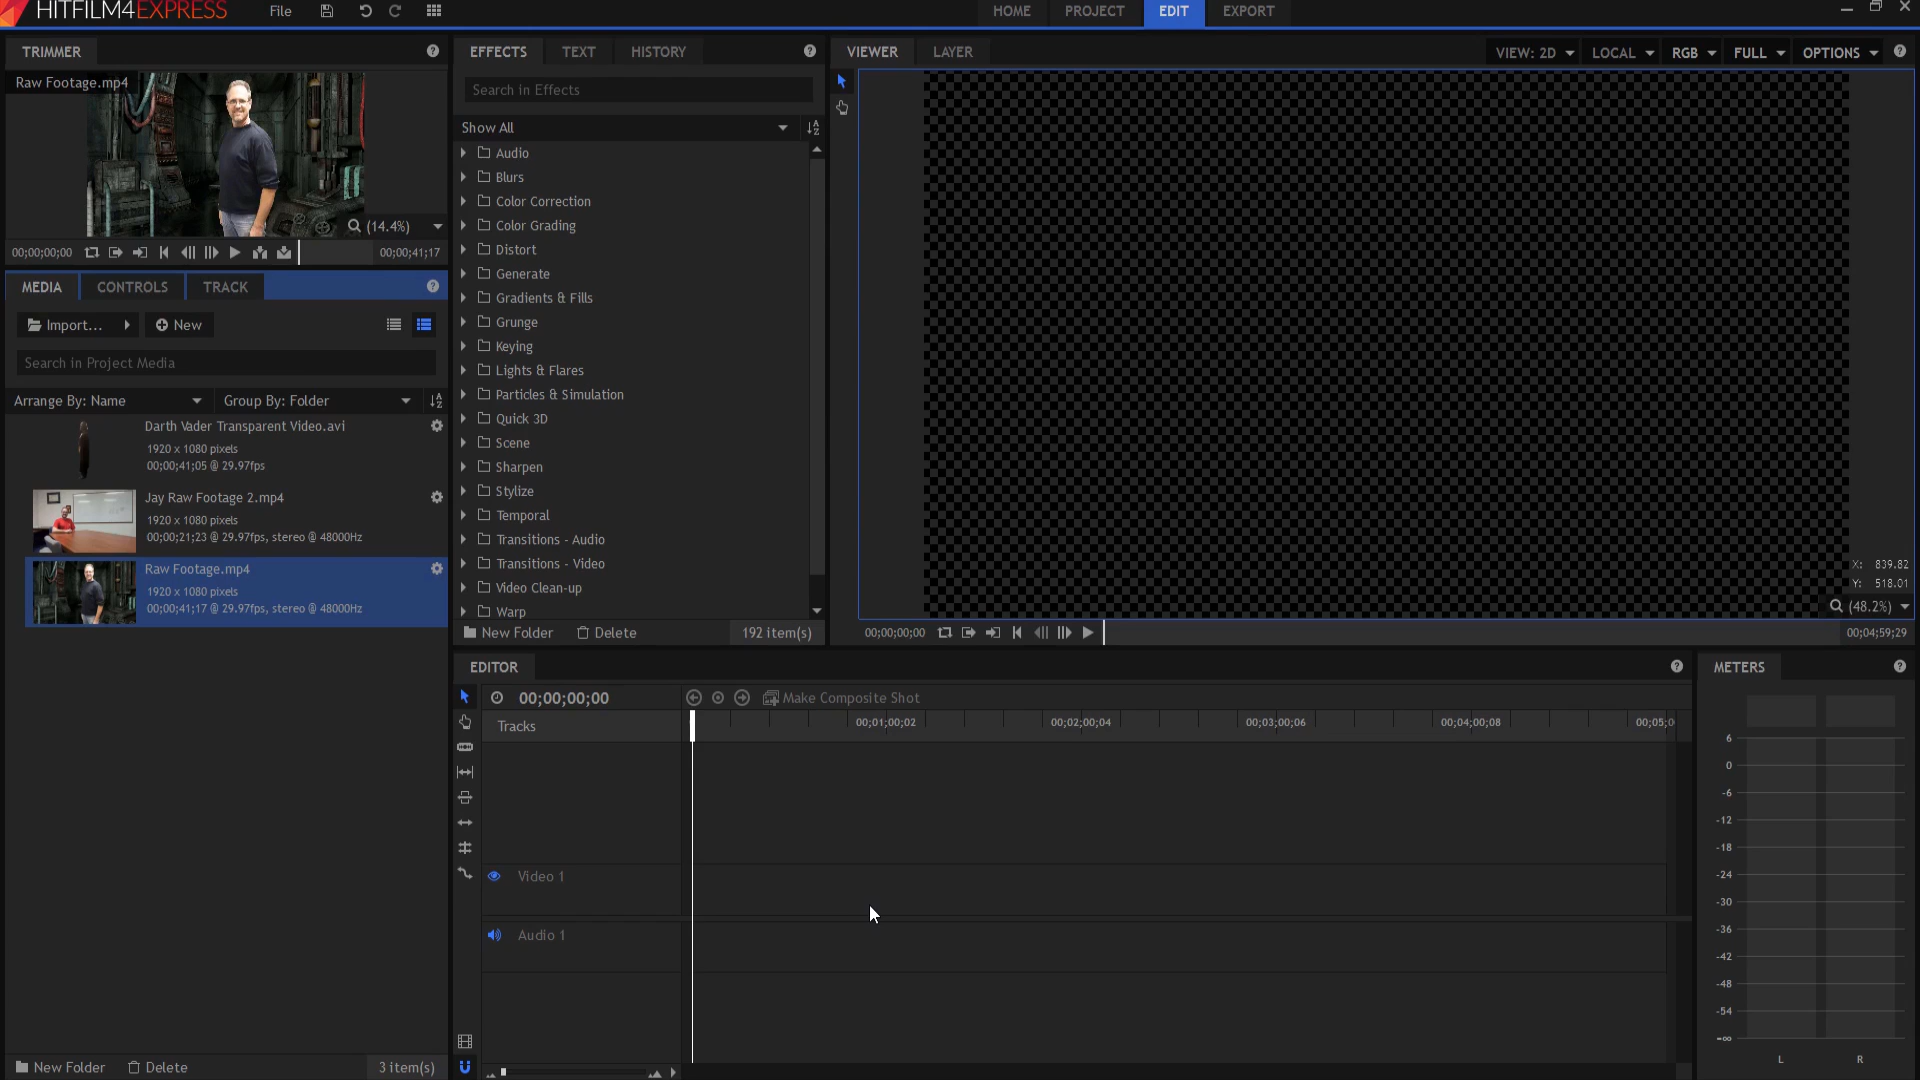 HITFILM4EXPRESS
File
HOME
PROJECT
EDIT
EXPORT
TRIMMER
Raw Footage.mp4
(14.4%)
00;00;00;00
00;00;41;17
MEDIA
CONTROLS
TRACK
Import...
New
Search in Project Media
Arrange By: Name
Group By: Folder
Darth Vader Transparent Video.avi
1920 x 1080 pixels
00;00;41;05 @ 29.97fps
Jay Raw Footage 2.mp4
1920 x 1080 pixels
00;00;21;23 @ 29.97fps, stereo @ 48000Hz
Raw Footage.mp4
1920 x 1080 pixels
00;00;41;17 @ 29.97fps, stereo @ 48000Hz
New Folder
Delete
3 item(s)
EFFECTS
TEXT
HISTORY
Search in Effects
Show All
Audio
Blurs
Color Correction
Color Grading
Distort
Generate
Gradients & Fills
Grunge
Keying
Lights & Flares
Particles & Simulation
Quick 3D
Scene
Sharpen
Stylize
Temporal
Transitions - Audio
Transitions - Video
Video Clean-up
Warp
New Folder
Delete
192 item(s)
VIEWER
LAYER
VIEW: 2D
LOCAL
RGB
FULL
OPTIONS
X: 839.82
Y: 518.01
(48.2%)
00;00;00;00
00;04;59;29
EDITOR
00;00;00;00
Make Composite Shot
Tracks
00;01;00;02
00;02;00;04
00;03;00;06
00;04;00;08
00;05;0
Video 1
Audio 1
METERS
6
0
-6
-12
-18
-24
-30
-36
-42
-48
-54
-∞
L
R